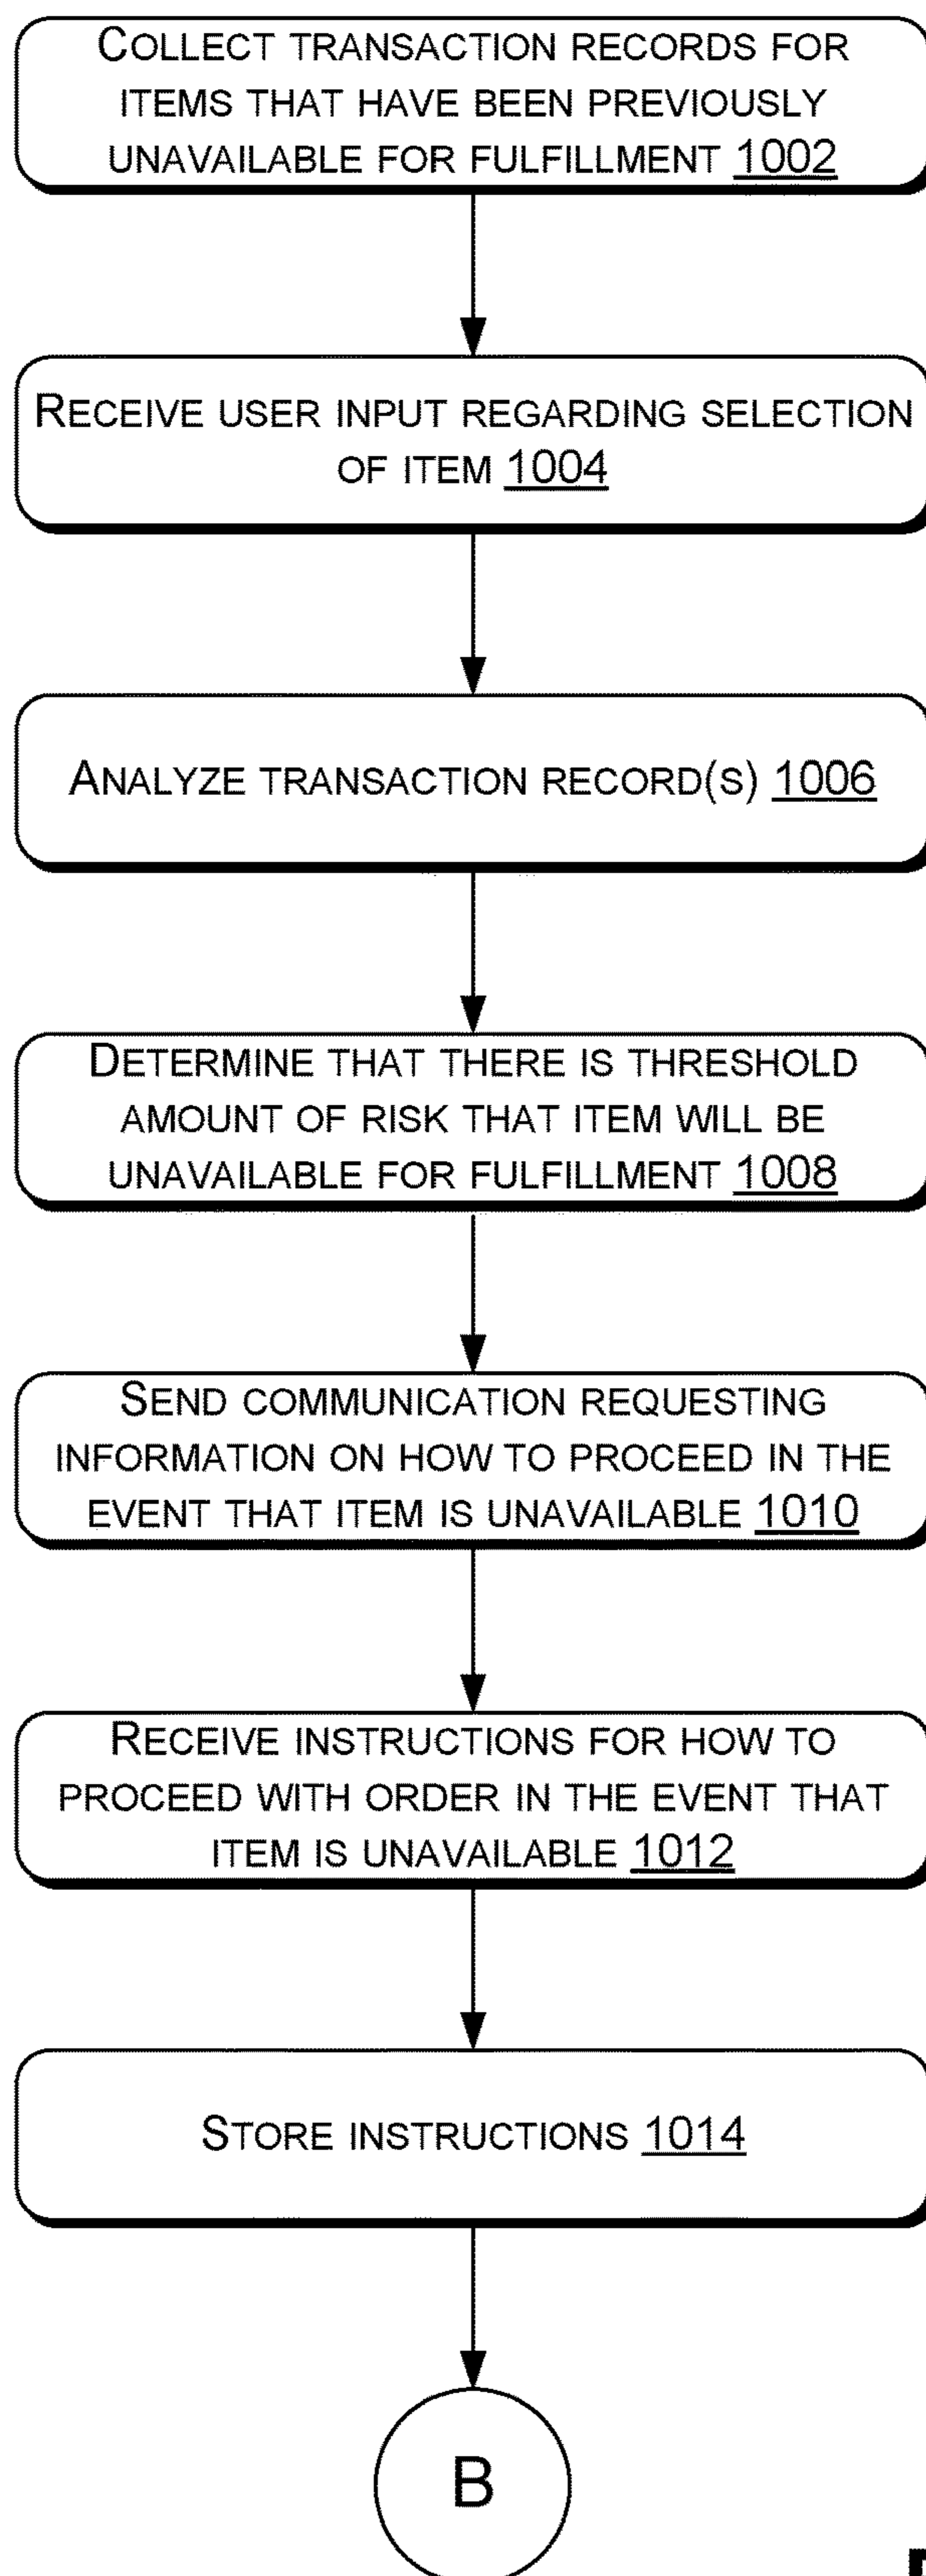 COLLECT TRANSACTION RECORDS FOR
ITEMS THAT HAVE BEEN PREVIOUSLY
UNAVAILABLE FOR FULFILLMENT 1002
RECEIVE USER INPUT REGARDING SELECTION
OF ITEM 1004
ANALYZE TRANSACTION RECORD(S) 1006
DETERMINE THAT THERE IS THRESHOLD
AMOUNT OF RISK THAT ITEM WILL BE
UNAVAILABLE FOR FULFILLMENT 1008
SEND COMMUNICATION REQUESTING
INFORMATION ON HOW TO PROCEED IN THE
EVENT THAT ITEM IS UNAVAILABLE 1010
RECEIVE INSTRUCTIONS FOR HOW TO
PROCEED WITH ORDER IN THE EVENT THAT
ITEM IS UNAVAILABLE 1012
STORE INSTRUCTIONS 1014
B